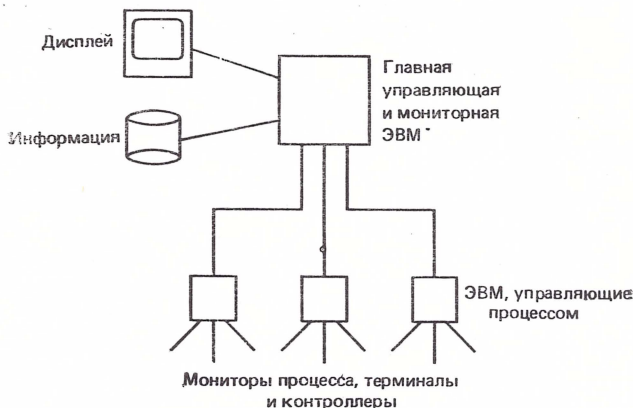 Дисплей
Информация
Главная
управляющая
и мониторная
ЭВМ
ЭВМ, управляющие
процессом
Мониторы процесса, терминалы
и контроллеры